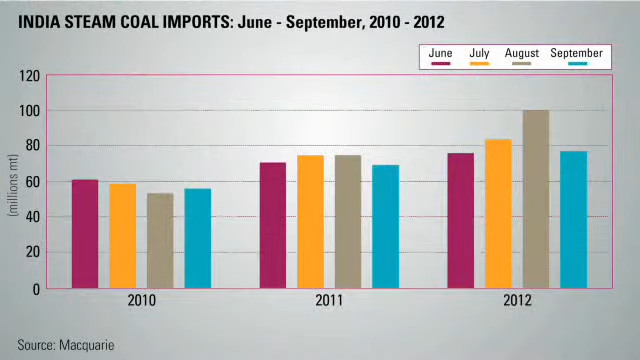 INDIA STEAM COAL IMPORTS: June - September, 2010 - 2012
June July August September
120
100
80
60
40
20
0
(millions mt)
2010 2011 2012
Source: Macquarie